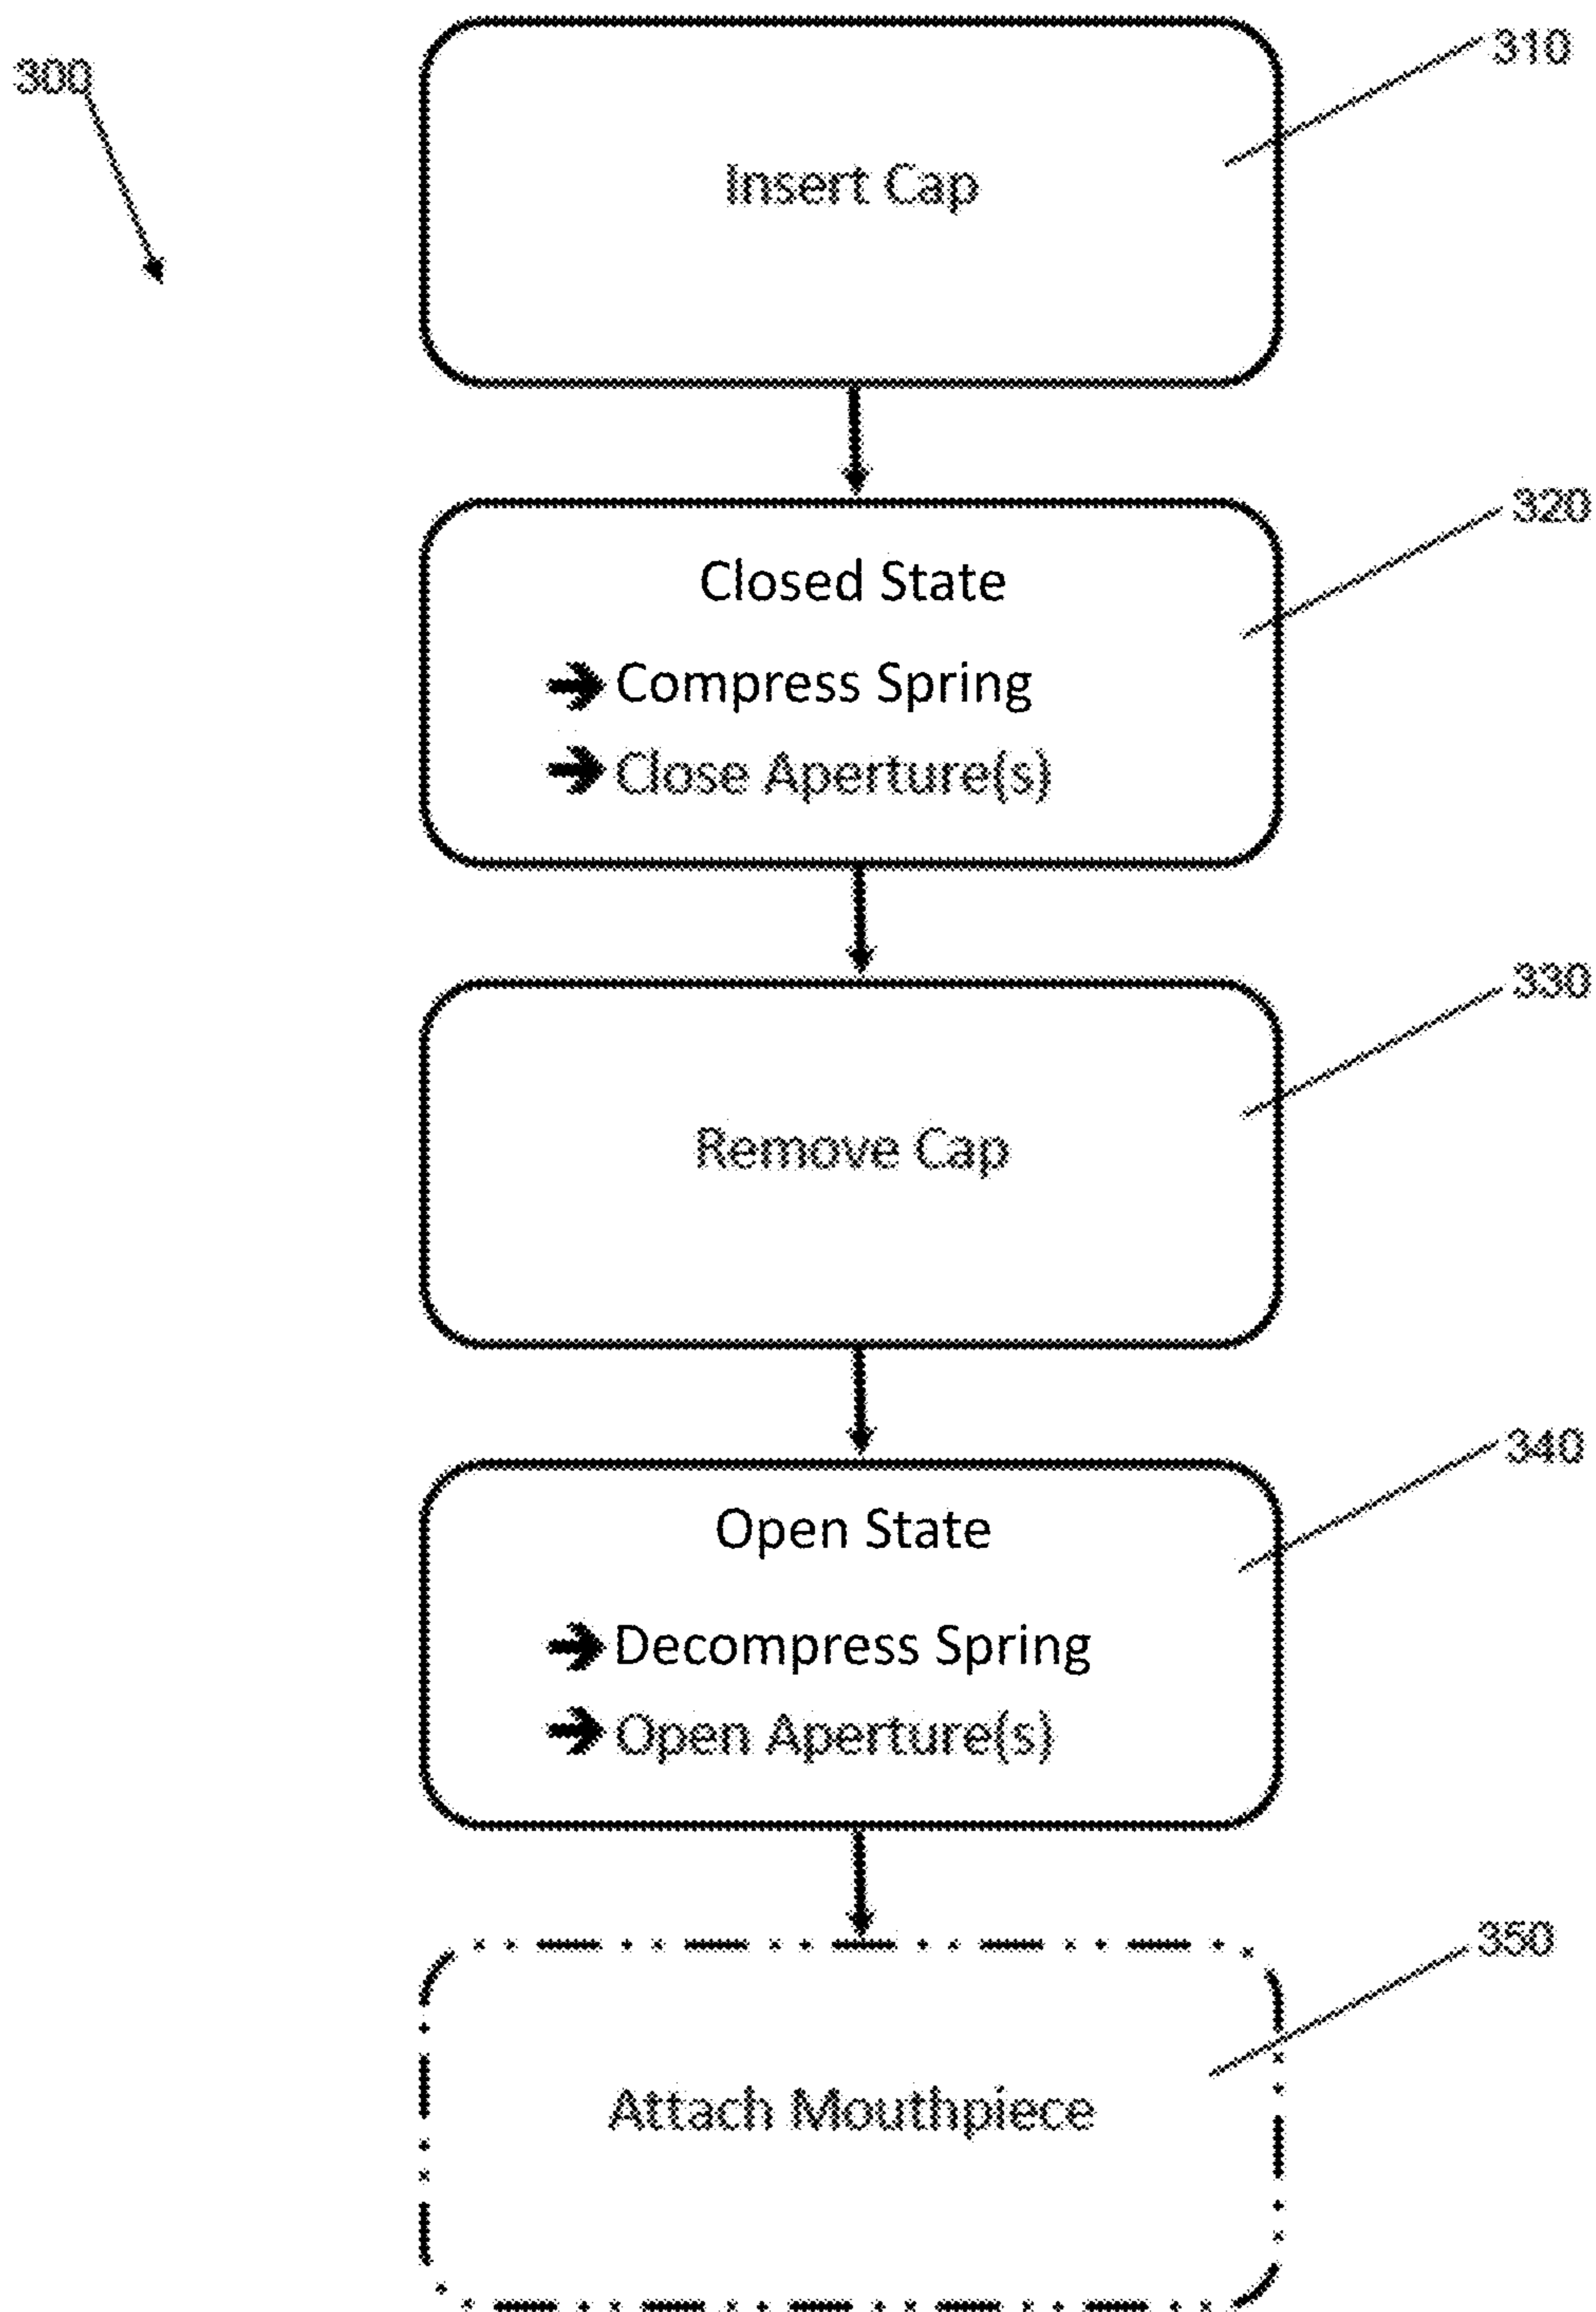 300
310
Insert Cap
320
Closed State
➔ Compress Spring
➔ Close Aperture(s)
330
Remove Cap
340
Open State
➔ Decompress Spring
➔ Open Aperture(s)
350
Attach Mouthpiece